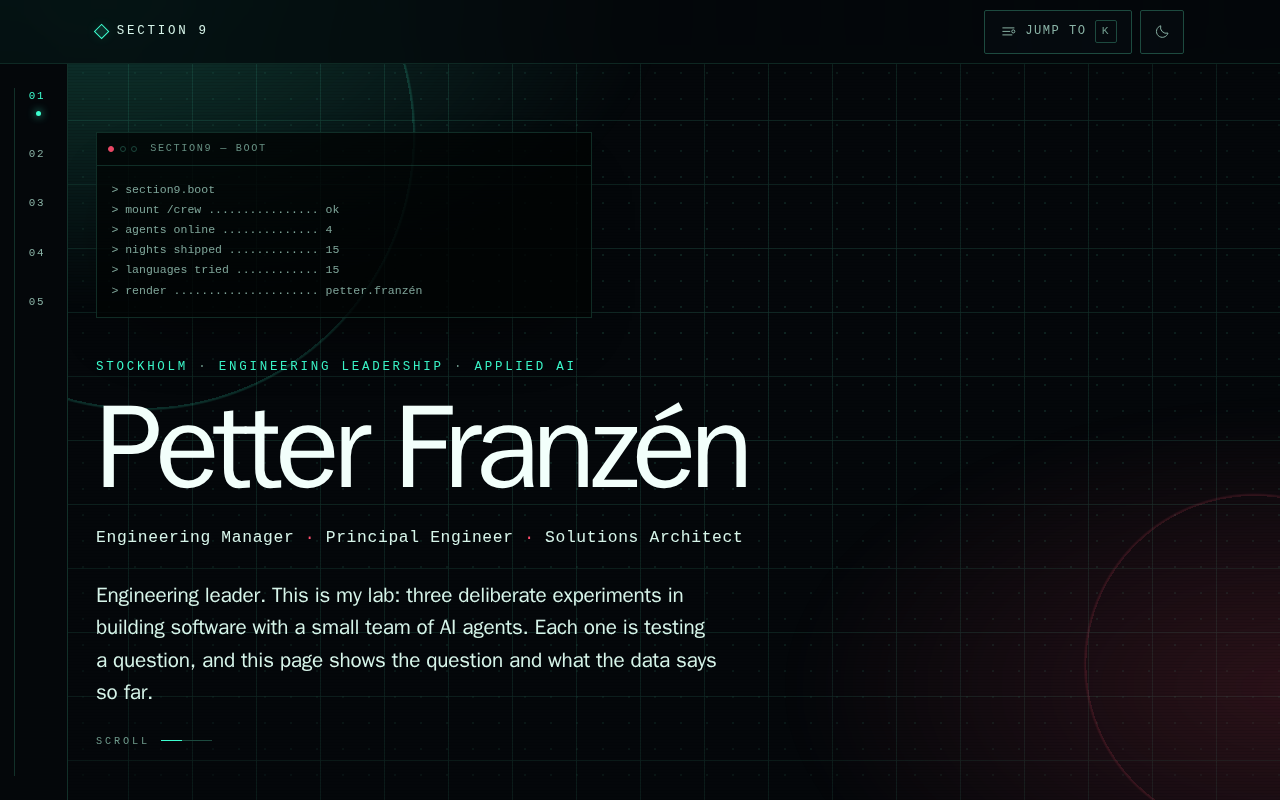 SECTION 9
JUMP TO K
01
02
03
04
05
SECTION9 — BOOT
> section9.boot
> mount /crew ................ ok
> agents online .............. 4
> nights shipped ............. 15
> languages tried ............ 15
> render ..................... petter.franzén
STOCKHOLM · ENGINEERING LEADERSHIP · APPLIED AI
Petter Franzén
Engineering Manager · Principal Engineer · Solutions Architect
Engineering leader. This is my lab: three deliberate experiments in
building software with a small team of AI agents. Each one is testing
a question, and this page shows the question and what the data says
so far.
SCROLL